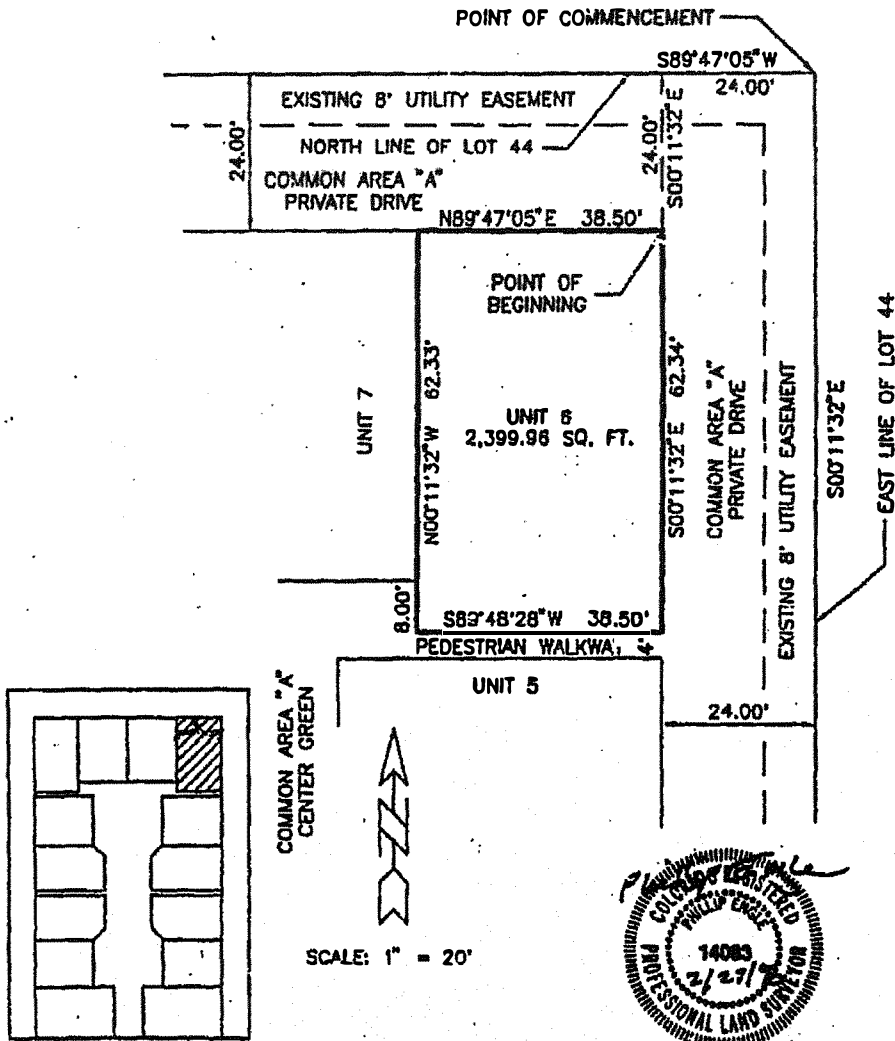 POINT OF COMMENCEMENT
S89°47'05"W
24.00'
EXISTING 8' UTILITY EASEMENT
24.00'
S00°11'32"E
NORTH LINE OF LOT 44
24.00'
COMMON AREA "A"
PRIVATE DRIVE
N89°47'05"E 38.50'
POINT OF
BEGINNING
UNIT 7
N00°11'32"W 62.33'
UNIT 6
2,399.96 SQ. FT.
S00°11'32"E 62.34'
COMMON AREA "A"
PRIVATE DRIVE
EXISTING 8' UTILITY EASEMENT
S00°11'32"E
EAST LINE OF LOT 44
8.00'
S89°48'28"W 38.50'
PEDESTRIAN WALKWA, 4'
UNIT 5
COMMON AREA "A"
CENTER GREEN
24.00'
SCALE: 1" = 20'
COLORADO REGISTERED
PHILLIP ENGLE
14083
2/27/
PROFESSIONAL LAND SURVEYOR